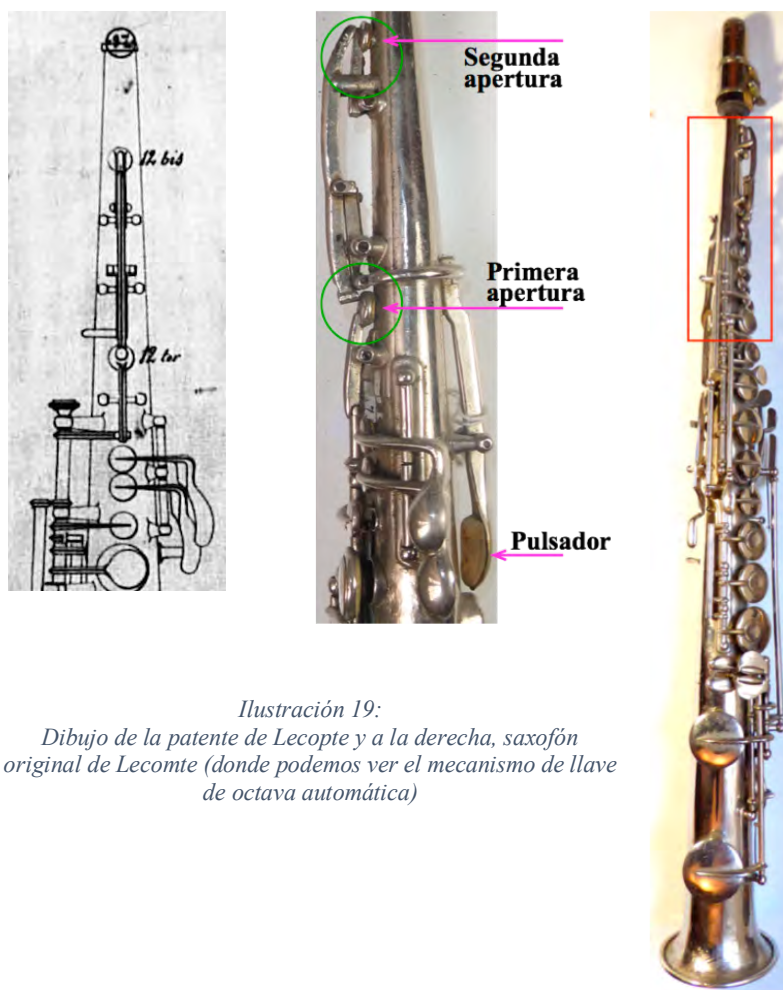 12 bis
12 ter
Segunda
apertura
Primera
apertura
Pulsador
Ilustración 19:
Dibujo de la patente de Lecopte y a la derecha, saxofón
original de Lecomte (donde podemos ver el mecanismo de llave
de octava automática)